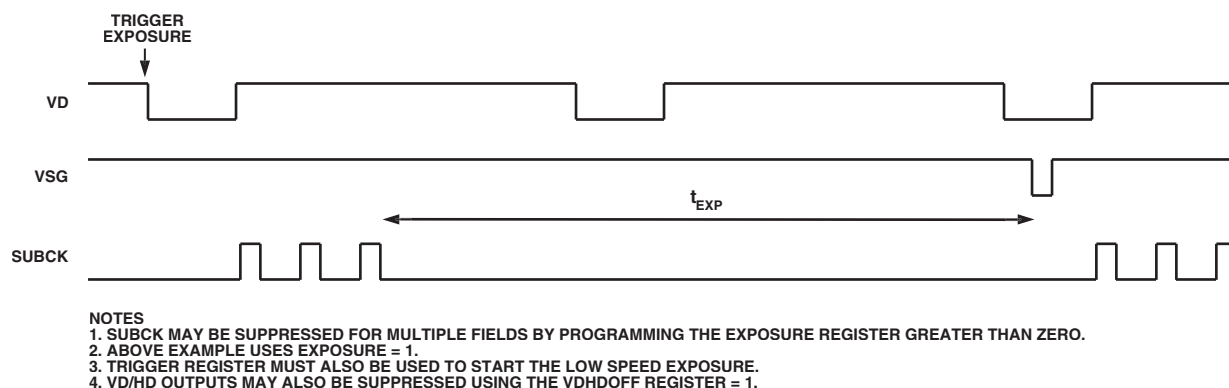 TRIGGER
EXPOSURE
VD
VSG
tEXP
SUBCK
NOTES
1. SUBCK MAY BE SUPPRESSED FOR MULTIPLE FIELDS BY PROGRAMMING THE EXPOSURE REGISTER GREATER THAN ZERO.
2. ABOVE EXAMPLE USES EXPOSURE = 1.
3. TRIGGER REGISTER MUST ALSO BE USED TO START THE LOW SPEED EXPOSURE.
4. VD/HD OUTPUTS MAY ALSO BE SUPPRESSED USING THE VDHDOFF REGISTER = 1.